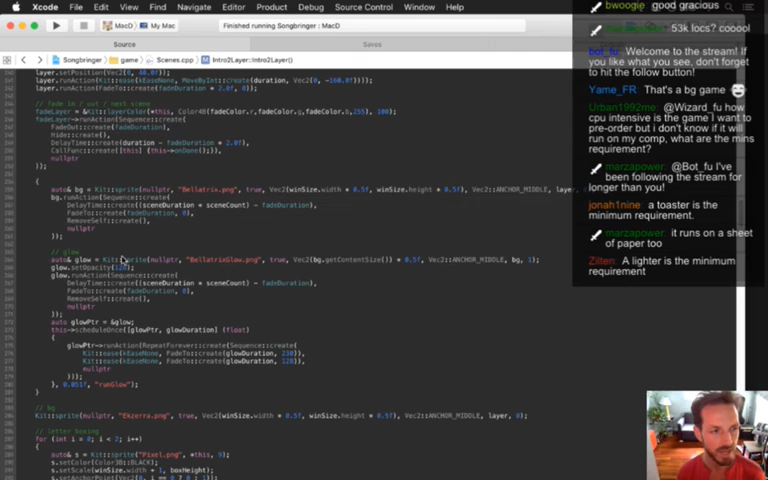 Xcode File Edit View Find Navigate Editor Product Debug Source Control Window Help
MacD My Mac Finished running Songbringer : MacD
Source Saves
Songbringer game Scenes.cpp Intro2Layer::Intro2Layer()
layer.setPosition(Vec2(0, 40.0f));
layer.runAction(Kit::ease(kEaseNone, MoveByInt::create(duration, Vec2(0, -160.0f))));
// fade in / out / next scene
fadeLayer = &Kit::layerColor(*this, Color4B(fadeColor.r,fadeColor.g,fadeColor.b,255), 100);
fadeLayer->runAction(Sequence::create(
FadeOut::create(fadeDuration),
Hide::create(),
DelayTime::create(duration - fadeDuration * 2.0f),
CallFunc::create([this] {this->onDone();}),
nullptr
));
{
auto& bg = Kit::sprite(nullptr, "Bellatrix.png", true, Vec2(winSize.width * 0.5f, winSize.height * 0.5f), Vec2::ANCHOR_MIDDLE, layer,
bg.runAction(Sequence::create(
DelayTime::create((sceneDuration * sceneCount) - fadeDuration),
FadeTo::create(fadeDuration, 0),
RemoveSelf::create(),
nullptr
));
// glow
auto& glow = Kit::sprite(nullptr, "BellatrixGlow.png", true, Vec2(bg.getContentSize()) * 0.5f, Vec2::ANCHOR_MIDDLE, bg, 1);
glow.setOpacity(128);
glow.runAction(Sequence::create(
DelayTime::create((sceneDuration * sceneCount) - fadeDuration),
FadeTo::create(fadeDuration, 0),
RemoveSelf::create(),
nullptr
));
auto glowPtr = &glow;
this->scheduleOnce([glowPtr, glowDuration] (float)
{
glowPtr->runAction(RepeatForever::create(Sequence::create(
Kit::ease(kEaseNone, FadeTo::create(glowDuration, 230)),
Kit::ease(kEaseNone, FadeTo::create(glowDuration, 128)),
nullptr
)));
}, 0.051f, "runGlow");
}
// bg
Kit::sprite(nullptr, "Ekzerra.png", true, Vec2(winSize.width * 0.5f, winSize.height * 0.5f), Vec2::ANCHOR_MIDDLE, layer, 0);
// letter boxing
for (int i = 0; i < 2; i++)
{
auto& s = Kit::sprite("Pixel.png", *this, 9);
s.setColor(Color3B::BLACK);
s.setScale(winSize.width + 1, boxHeight);
s.setAnchorPoint(Vec2(0, i == 0 ? 0 : 1));
bwoogie: good gracious
marzapower: 53k locs? cooool
bot_fu: Welcome to the stream! If
you like what you see, don't forget
to hit the follow button!
Yame_FR: That's a bg game
Urban1992me: @Wizard_fu how
cpu intensive is the game I want to
pre-order but i don't know if it will
run on my comp, what are the mins
requirement?
marzapower: @Bot_fu I've
been following the stream for
longer than you!
jonah1nine: a toaster is the
minimum requirement.
marzapower: it runs on a sheet
of paper too
Zilten: A lighter is the minimum
requirement